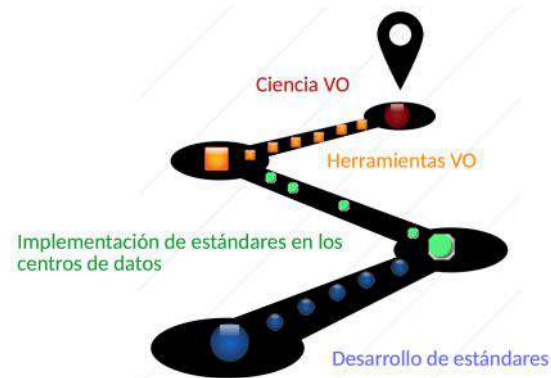 Ciencia VO
Herramientas VO
Implementación de estándares en los
centros de datos
Desarrollo de estándares